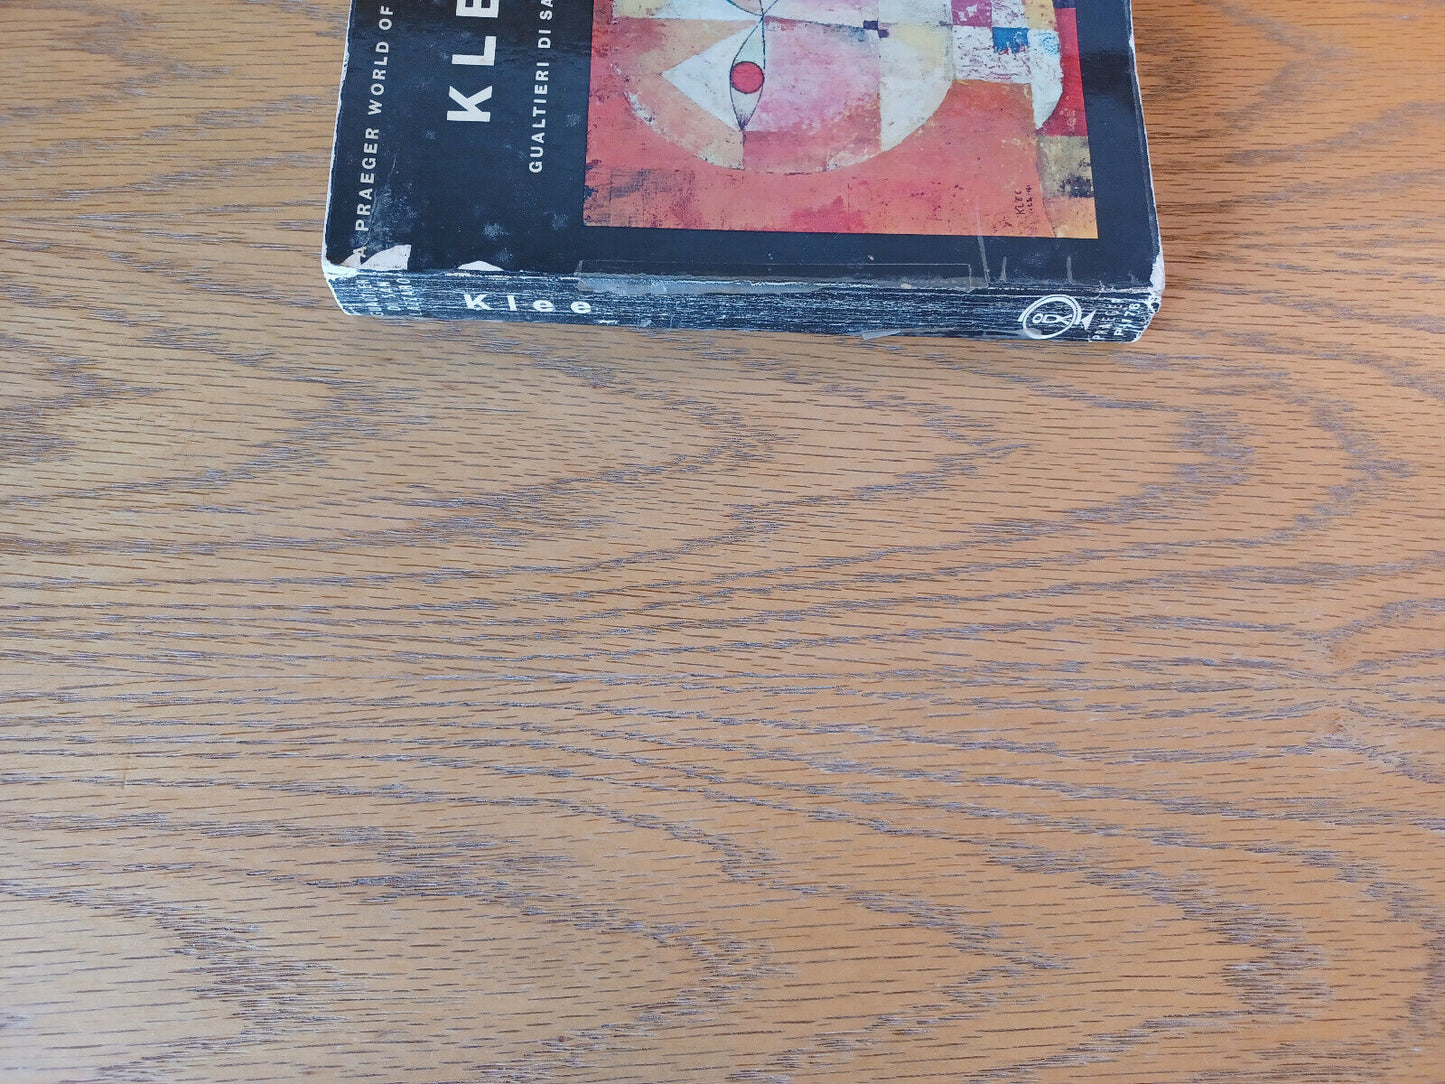 A PRAEGER WORLD OF
KLE
GUALTIERI DI SA
KLEE
Klee
PRAEGER